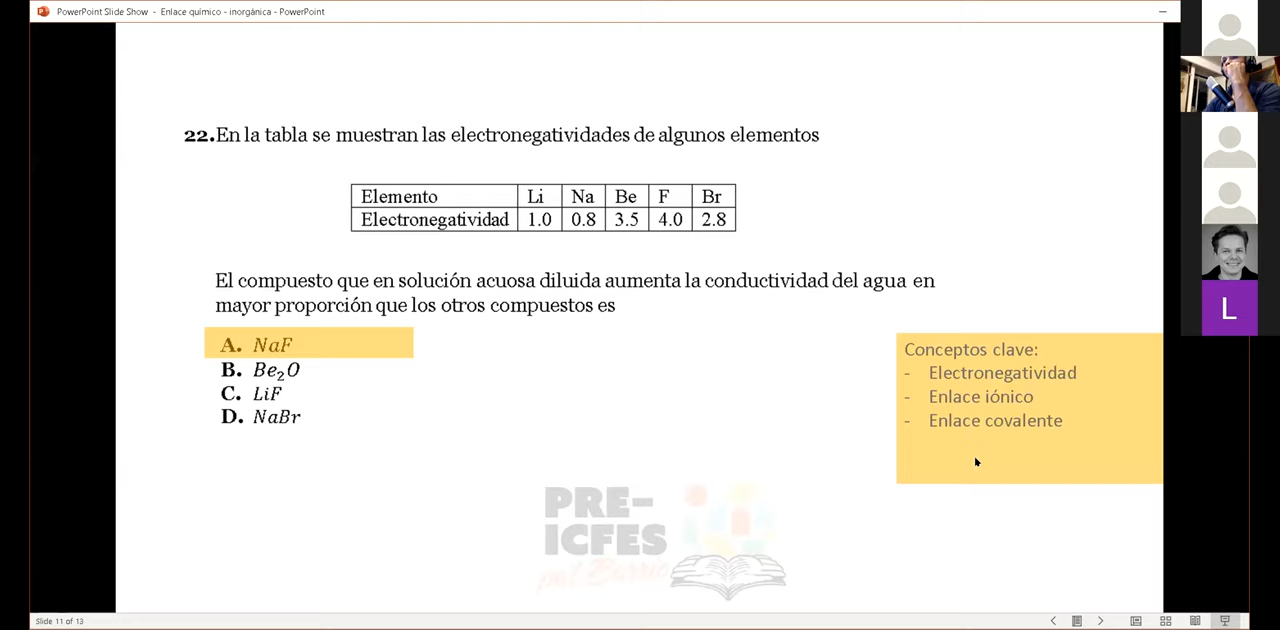 PowerPoint Slide Show - Enlace químico - inorgánica - PowerPoint
22. En la tabla se muestran las electronegatividades de algunos elementos
Elemento Li Na Be F Br
Electronegatividad 1.0 0.8 3.5 4.0 2.8
El compuesto que en solución acuosa diluida aumenta la conductividad del agua en
mayor proporción que los otros compuestos es
A. NaF
B. Be₂O
C. LiF
D. NaBr
Conceptos clave:
- Electronegatividad
- Enlace iónico
- Enlace covalente
PRE-
ICFES
pal Barrio
L
Slide 11 of 13